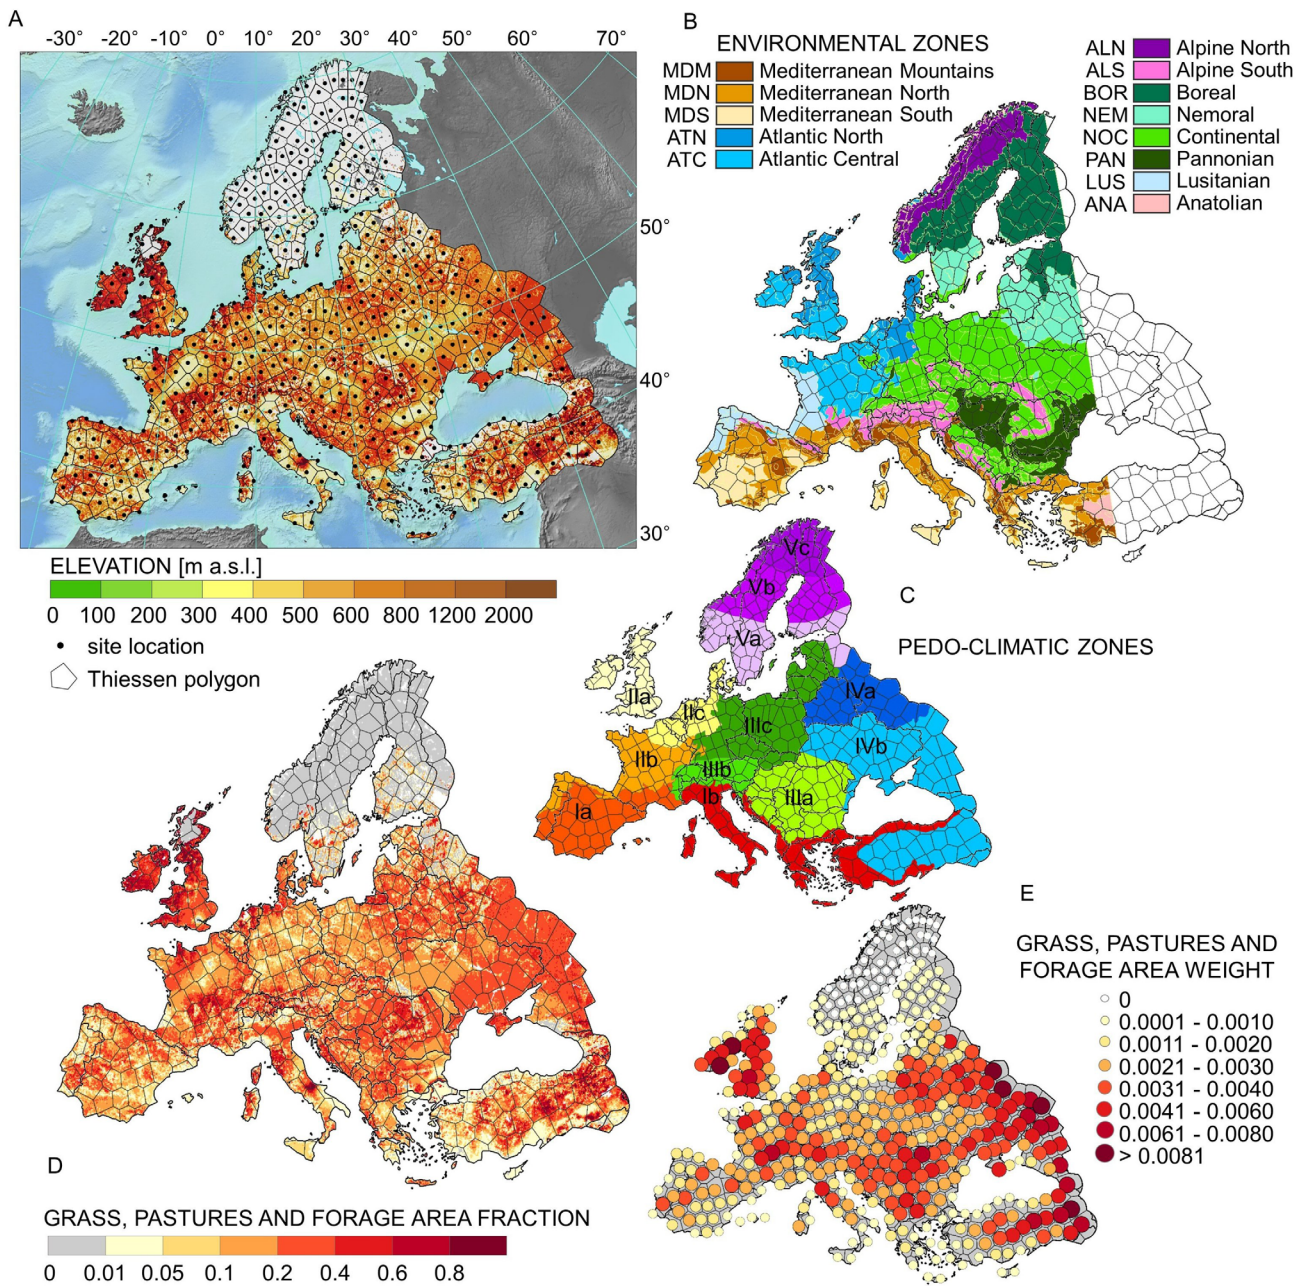 A
-30° -20° -10° 0° 10° 20° 30° 40° 50° 70°
50°
40°
30°
ELEVATION [m a.s.l.]
0 100 200 300 400 500 600 800 1200 2000
site location
Thiessen polygon
B
ENVIRONMENTAL ZONES
MDM Mediterranean Mountains
MDN Mediterranean North
MDS Mediterranean South
ATN Atlantic North
ATC Atlantic Central
ALN Alpine North
ALS Alpine South
BOR Boreal
NEM Nemoral
NOC Continental
PAN Pannonian
LUS Lusitanian
ANA Anatolian
C
PEDO-CLIMATIC ZONES
Vc
Vb
Va
IIa
IIc
IVa
IIIc
IVb
IIb
IIIb
Ib
IIIa
Ia
D
GRASS, PASTURES AND FORAGE AREA FRACTION
0 0.01 0.05 0.1 0.2 0.4 0.6 0.8
E
GRASS, PASTURES AND
FORAGE AREA WEIGHT
0
0.0001 - 0.0010
0.0011 - 0.0020
0.0021 - 0.0030
0.0031 - 0.0040
0.0041 - 0.0060
0.0061 - 0.0080
> 0.0081